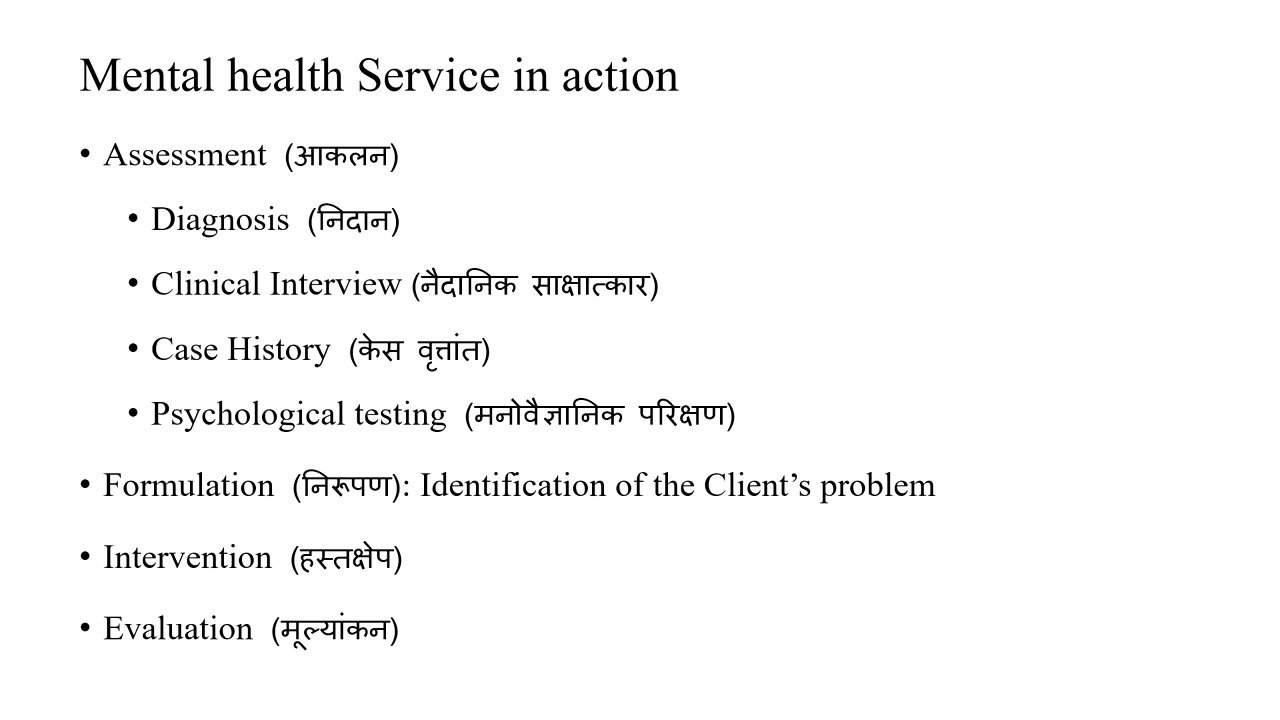 Mental health Service in action
• Assessment (आकलन)
• Diagnosis (निदान)
• Clinical Interview (नैदानिक साक्षात्कार)
• Case History (केस वृत्तांत)
• Psychological testing (मनोवैज्ञानिक परिक्षण)
• Formulation (निरूपण): Identification of the Client’s problem
• Intervention (हस्तक्षेप)
• Evaluation (मूल्यांकन)